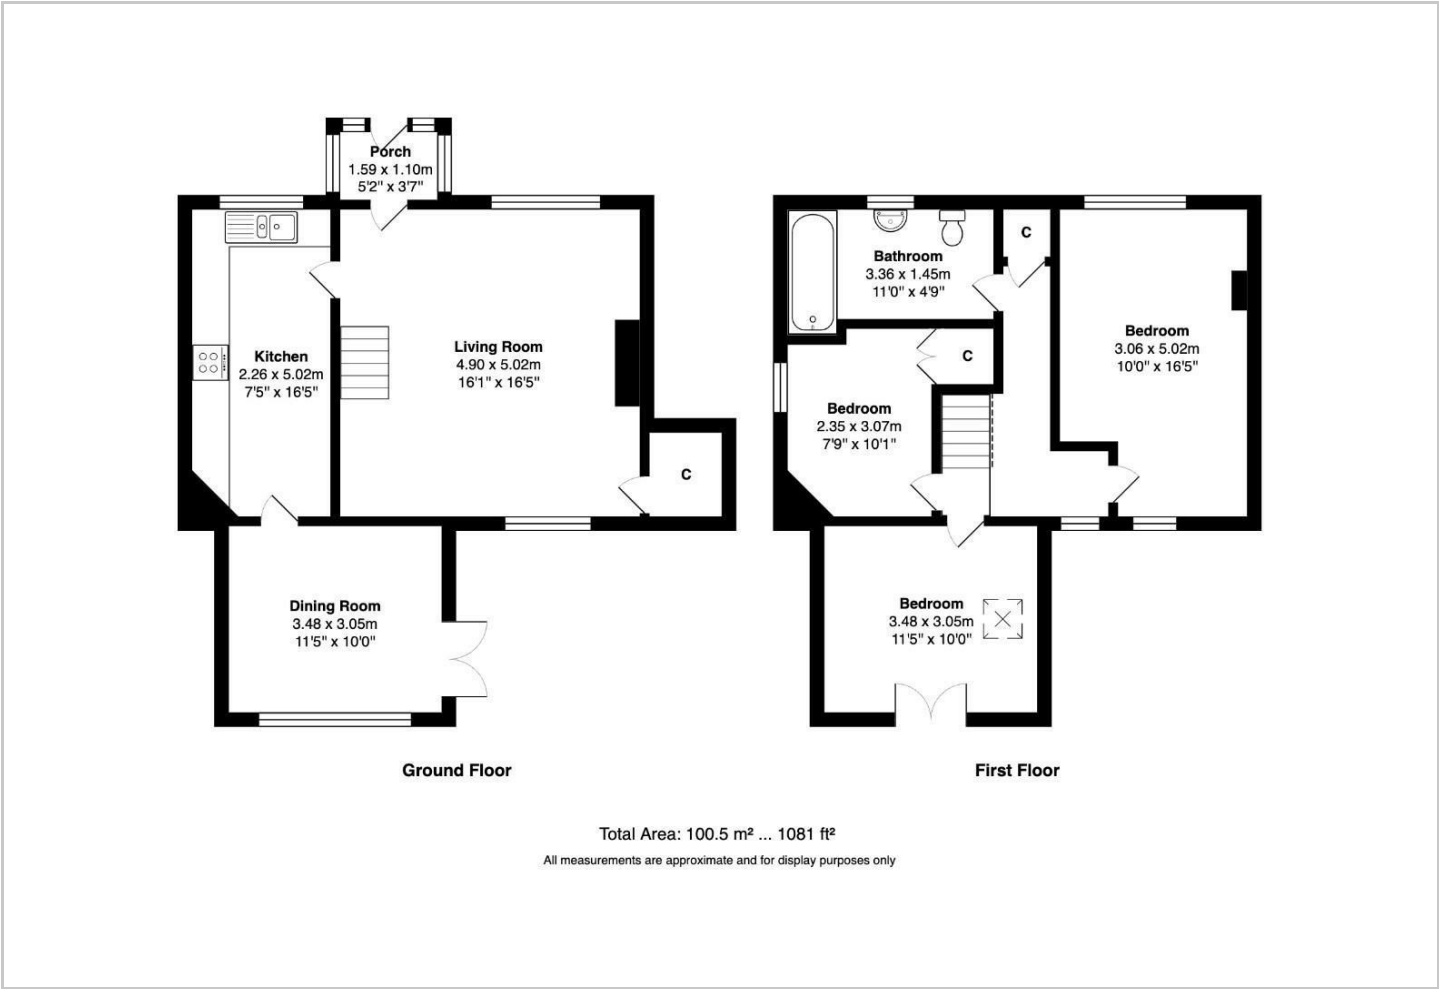 Porch
1.59 x 1.10m
5'2" x 3'7"
Kitchen
2.26 x 5.02m
7'5" x 16'5"
Living Room
4.90 x 5.02m
16'1" x 16'5"
C
Dining Room
3.48 x 3.05m
11'5" x 10'0"
Ground Floor
Bathroom
3.36 x 1.45m
11'0" x 4'9"
C
Bedroom
3.06 x 5.02m
10'0" x 16'5"
C
Bedroom
2.35 x 3.07m
7'9" x 10'1"
Bedroom
3.48 x 3.05m
11'5" x 10'0"
First Floor
Total Area: 100.5 m² ... 1081 ft²
All measurements are approximate and for display purposes only